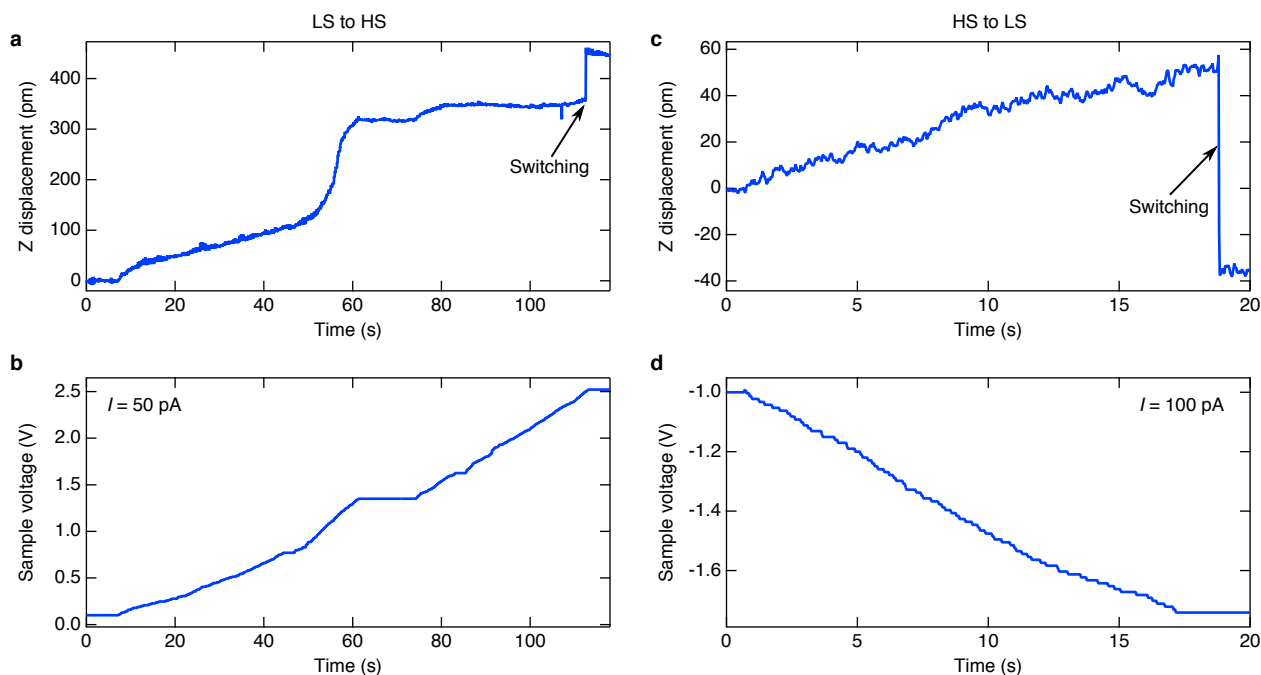 LS to HS
a
Z displacement (pm)
400
300
200
100
0
Switching
0
20
40
60
80
100
Time (s)
b
Sample voltage (V)
2.5
2.0
1.5
1.0
0.5
0.0
I = 50 pA
0
20
40
60
80
100
Time (s)
HS to LS
c
Z displacement (pm)
60
40
20
0
-20
-40
Switching
0
5
10
15
20
Time (s)
d
Sample voltage (V)
-1.0
-1.2
-1.4
-1.6
I = 100 pA
0
5
10
15
20
Time (s)